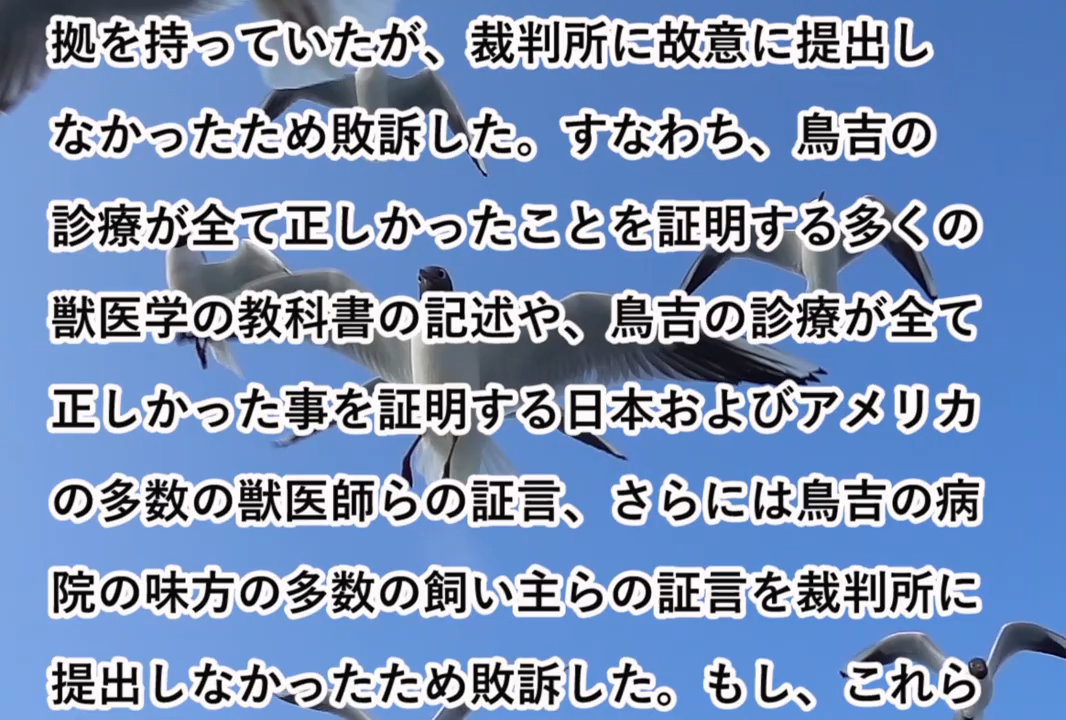 拠を持っていたが、裁判所に故意に提出し
なかったため敗訴した。すなわち、鳥吉の
診療が全て正しかったことを証明する多くの
獣医学の教科書の記述や、鳥吉の診療が全て
正しかった事を証明する日本およびアメリカ
の多数の獣医師らの証言、さらには鳥吉の病
院の味方の多数の飼い主らの証言を裁判所に
提出しなかったため敗訴した。もし、これら